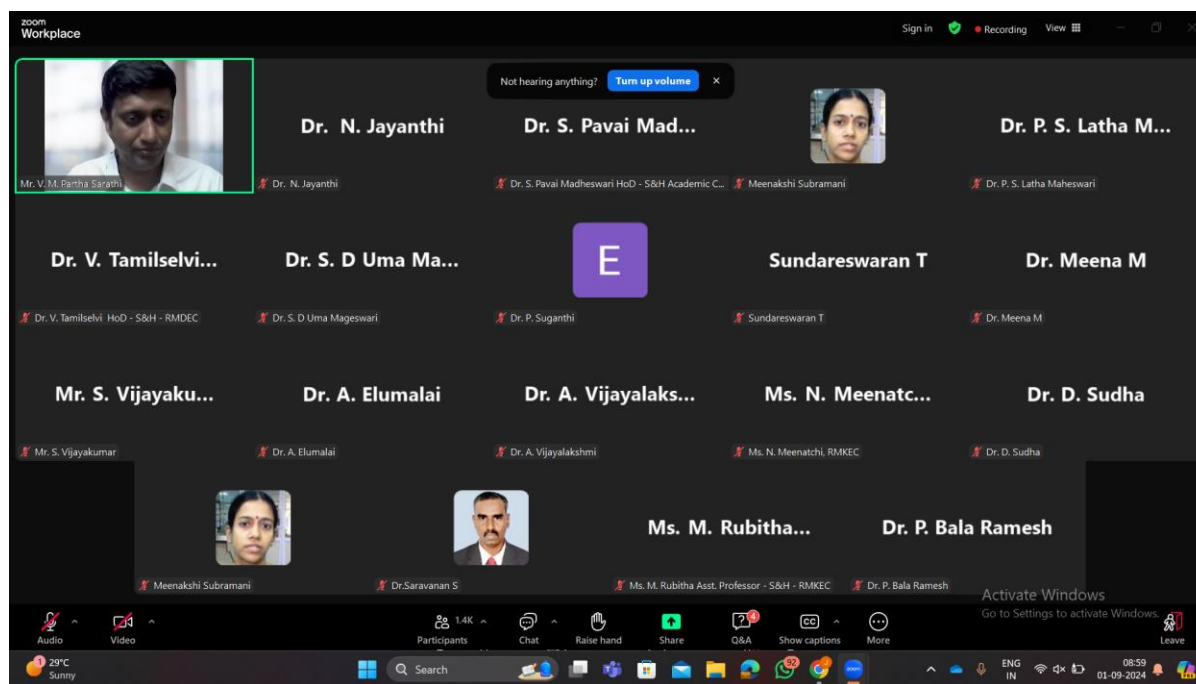 zoom
Workplace
Sign in
Recording
View
Not hearing anything? Turn up volume ×
Mr. V. M. Partha Sarathi
Dr. N. Jayanthi
Dr. N. Jayanthi
Dr. S. Pavai Mad...
Dr. S. Pavai Madheswari HoD - S&H Academic C...
Meenakshi Subramani
Dr. P. S. Latha M...
Dr. P. S. Latha Maheswari
Dr. V. Tamilselvi...
Dr. V. Tamilselvi HoD - S&H - RMDEC
Dr. S. D Uma Ma...
Dr. S. D Uma Mageswari
E
Dr. P. Suganthi
Sundareswaran T
Sundareswaran T
Dr. Meena M
Dr. Meena M
Mr. S. Vijayaku...
Mr. S. Vijayakumar
Dr. A. Elumalai
Dr. A. Elumalai
Dr. A. Vijayalaks...
Dr. A. Vijayalakshmi
Ms. N. Meenatc...
Ms. N. Meenatchi, RMKEC
Dr. D. Sudha
Dr. D. Sudha
Meenakshi Subramani
Dr.Saravanan S
Ms. M. Rubitha...
Ms. M. Rubitha Asst. Professor - S&H - RMKEC
Dr. P. Bala Ramesh
Dr. P. Bala Ramesh
Activate Windows
Go to Settings to activate Windows.
Audio
Video
1.4K
Participants
Chat
Raise hand
Share
4
Q&A
CC
Show captions
More
Leave
1
29°C
Sunny
Search
92
ENG
IN
08:59
01-09-2024